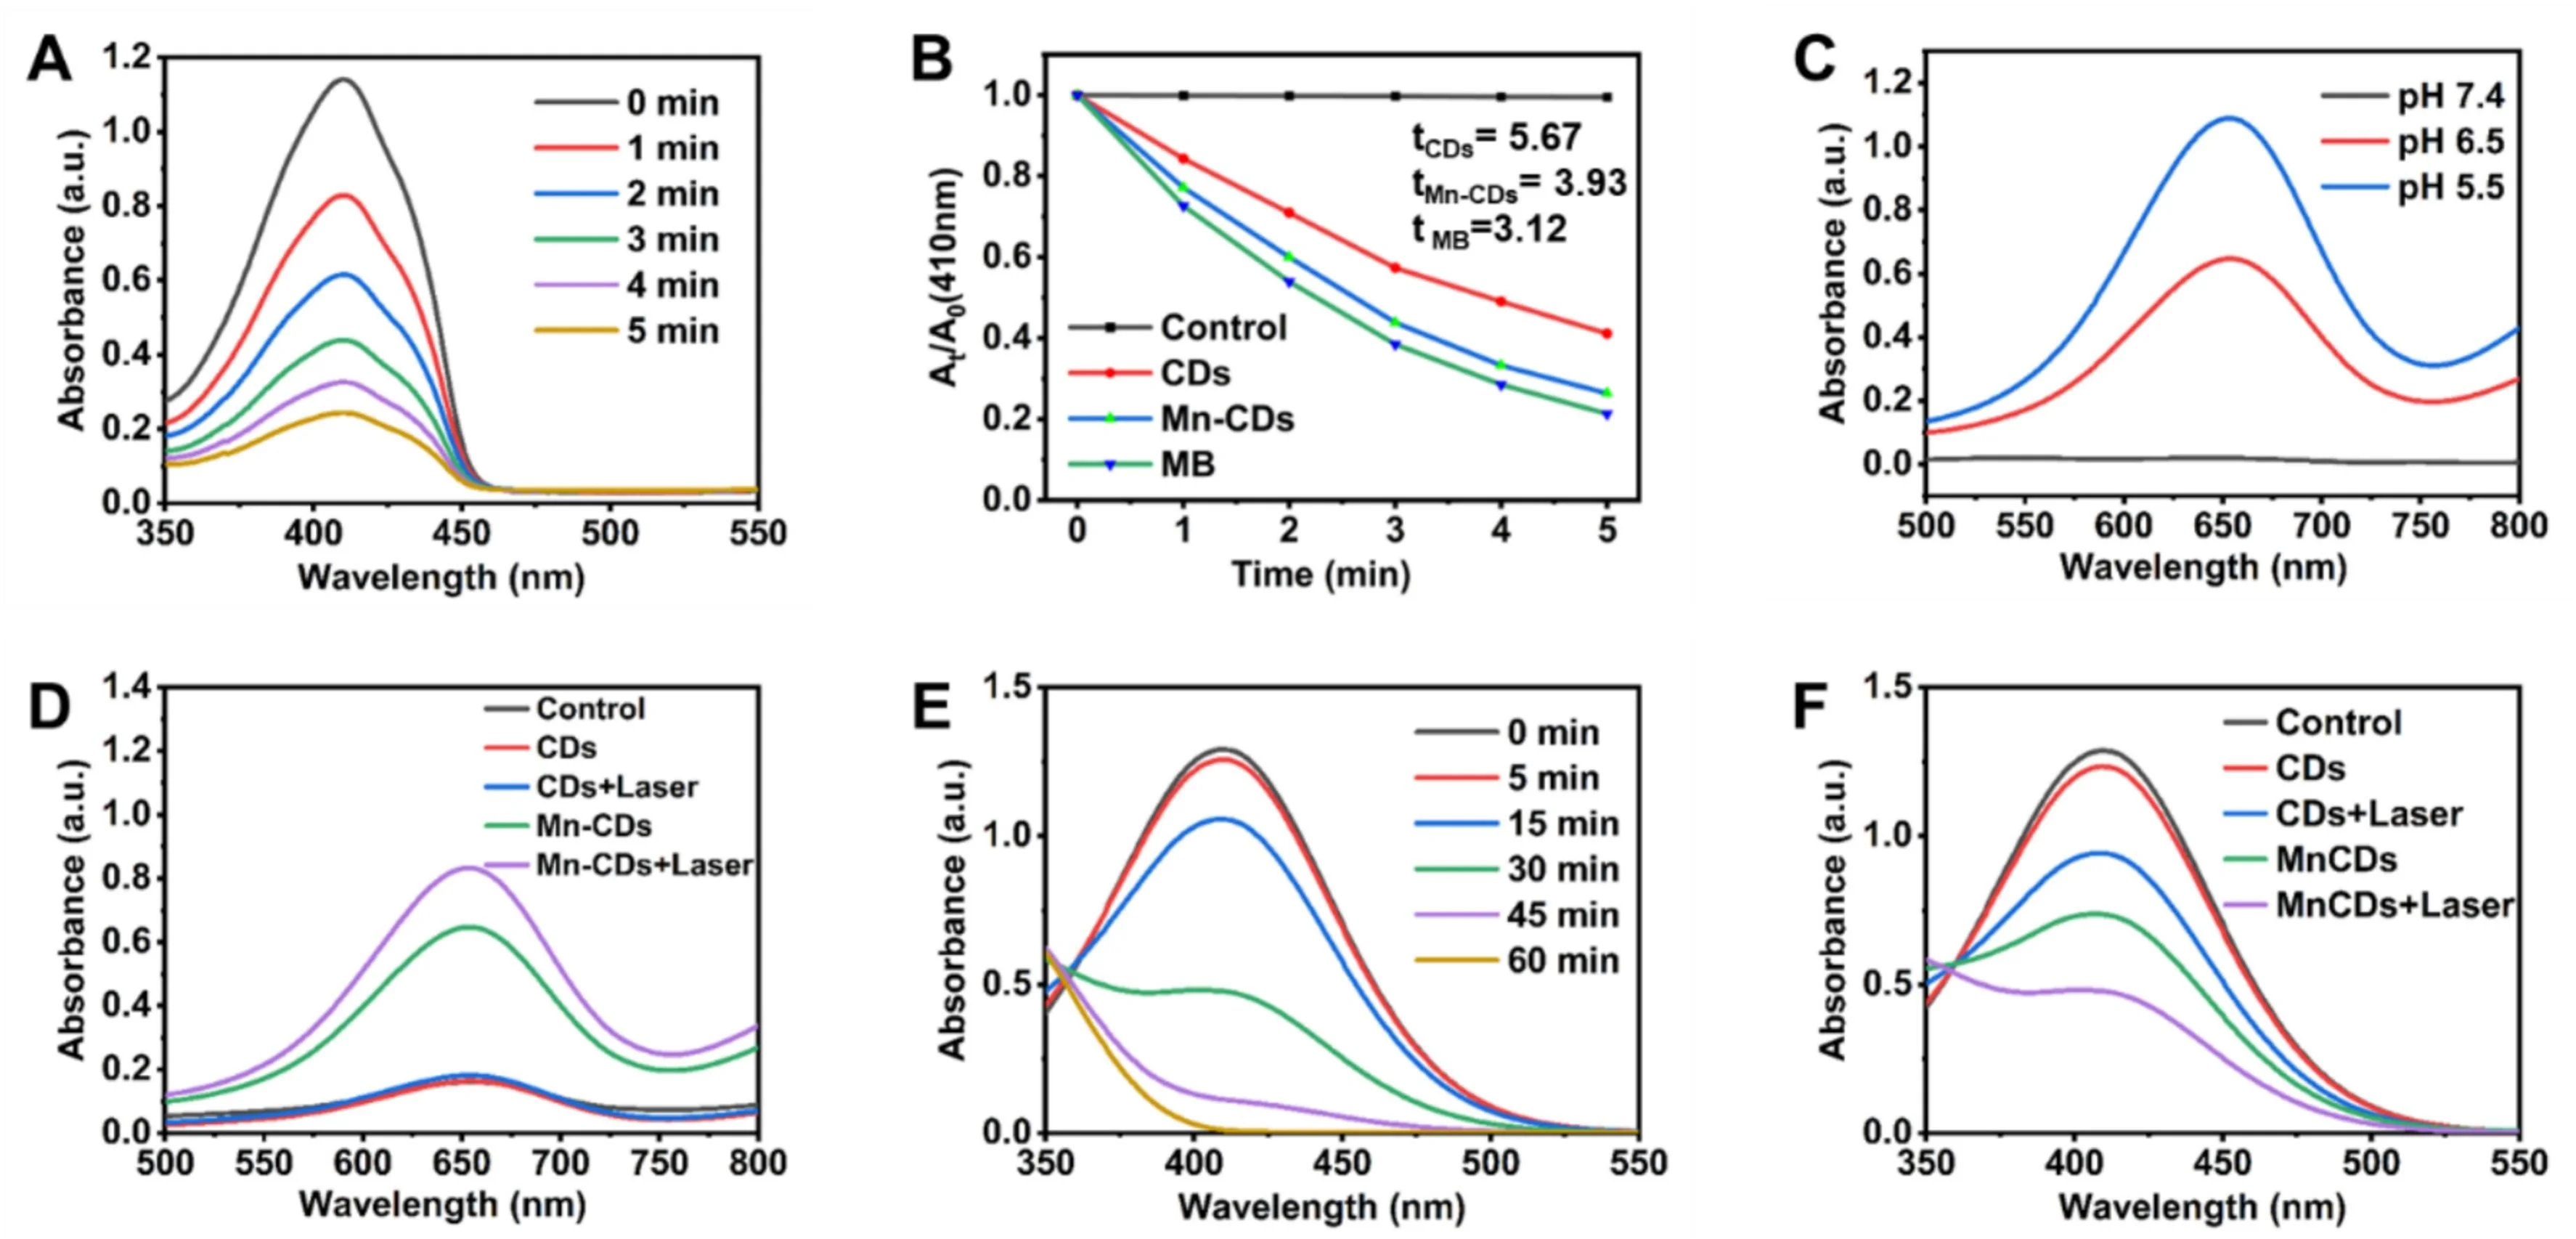 A
1.2
1.0
0.8
0.6
0.4
0.2
0.0
350 400 450 500 550
Absorbance (a.u.)
Wavelength (nm)
0 min
1 min
2 min
3 min
4 min
5 min
B
1.0
0.8
0.6
0.4
0.2
0.0
0 1 2 3 4 5
At/A0(410nm)
Time (min)
tCDs= 5.67
tMn-CDs= 3.93
t MB=3.12
Control
CDs
Mn-CDs
MB
C
1.2
1.0
0.8
0.6
0.4
0.2
0.0
500 550 600 650 700 750 800
Absorbance (a.u.)
Wavelength (nm)
pH 7.4
pH 6.5
pH 5.5
D
1.4
1.2
1.0
0.8
0.6
0.4
0.2
0.0
500 550 600 650 700 750 800
Absorbance (a.u.)
Wavelength (nm)
Control
CDs
CDs+Laser
Mn-CDs
Mn-CDs+Laser
E
1.5
1.0
0.5
0.0
350 400 450 500 550
Absorbance (a.u.)
Wavelength (nm)
0 min
5 min
15 min
30 min
45 min
60 min
F
1.5
1.0
0.5
0.0
350 400 450 500 550
Absorbance (a.u.)
Wavelength (nm)
Control
CDs
CDs+Laser
MnCDs
MnCDs+Laser